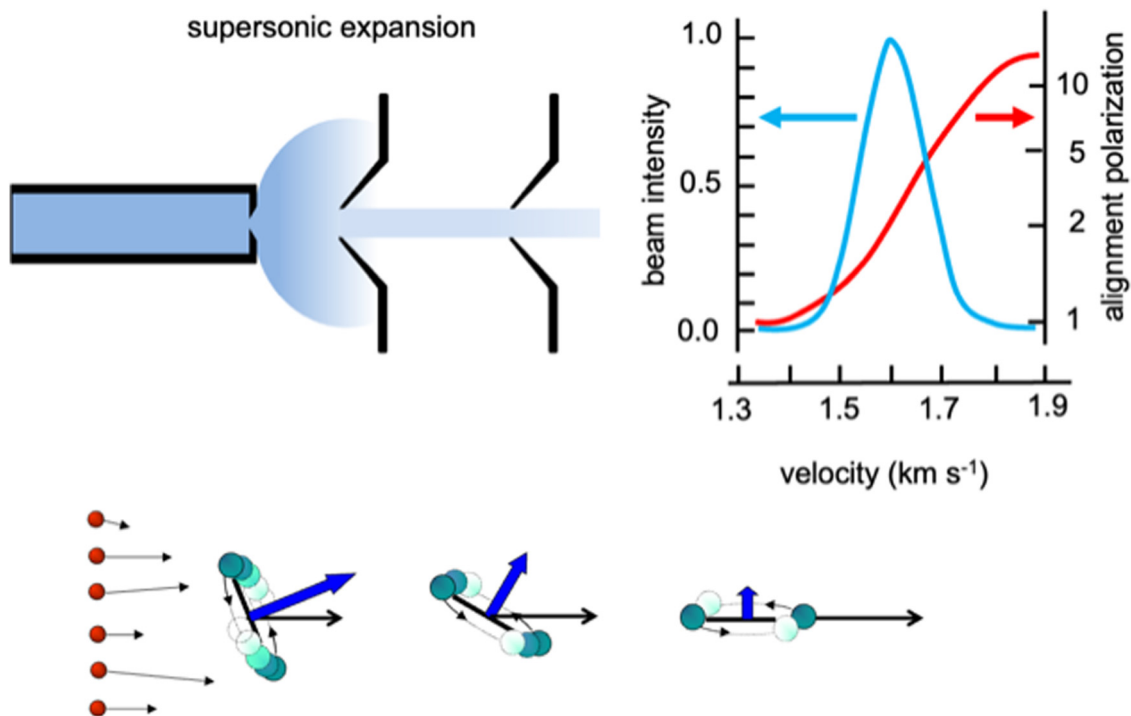 supersonic expansion
beam intensity
1.0
0.5
0.0
alignment polarization
10
5
2
1
1.3 1.5 1.7 1.9
velocity (km s⁻¹)